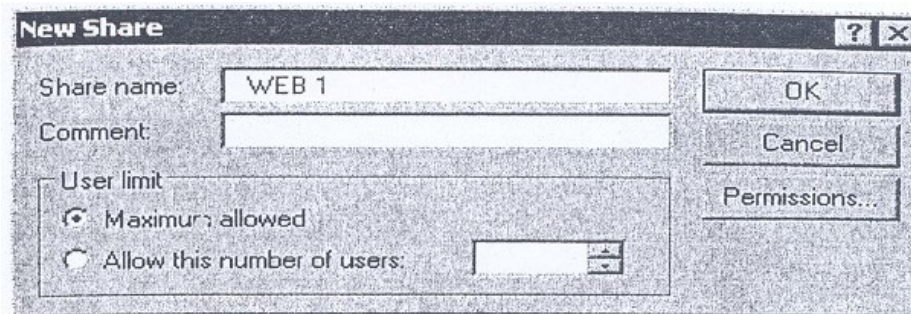 New Share
Share name: WEB 1
OK
Comment:
Cancel
User limit
Permissions...
Maximum allowed
Allow this number of users: